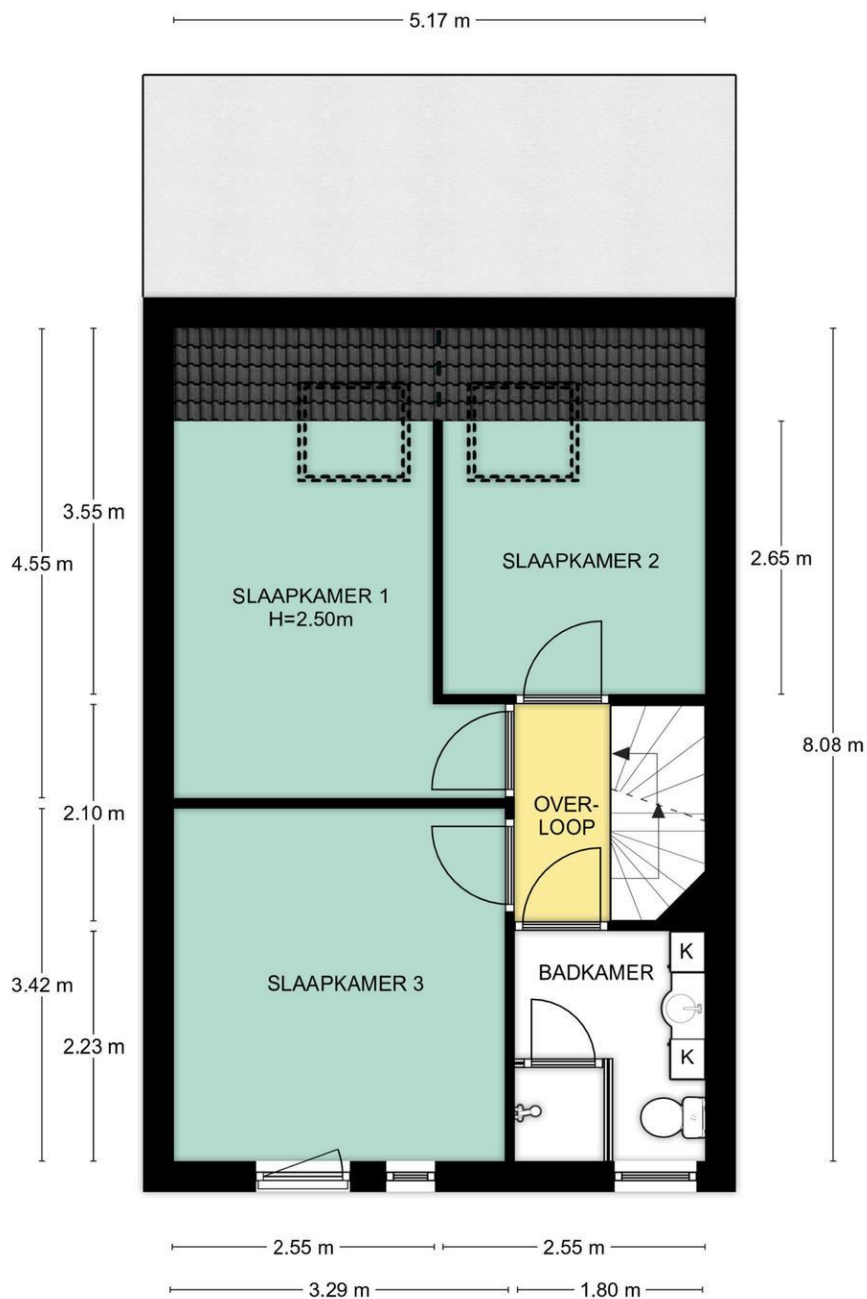 5.17 m
3.55 m
4.55 m
2.65 m
SLAAPKAMER 2
SLAAPKAMER 1
H=2.50m
8.08 m
2.10 m
OVER-
LOOP
K
BADKAMER
3.42 m
SLAAPKAMER 3
2.23 m
K
2.55 m
2.55 m
3.29 m
1.80 m